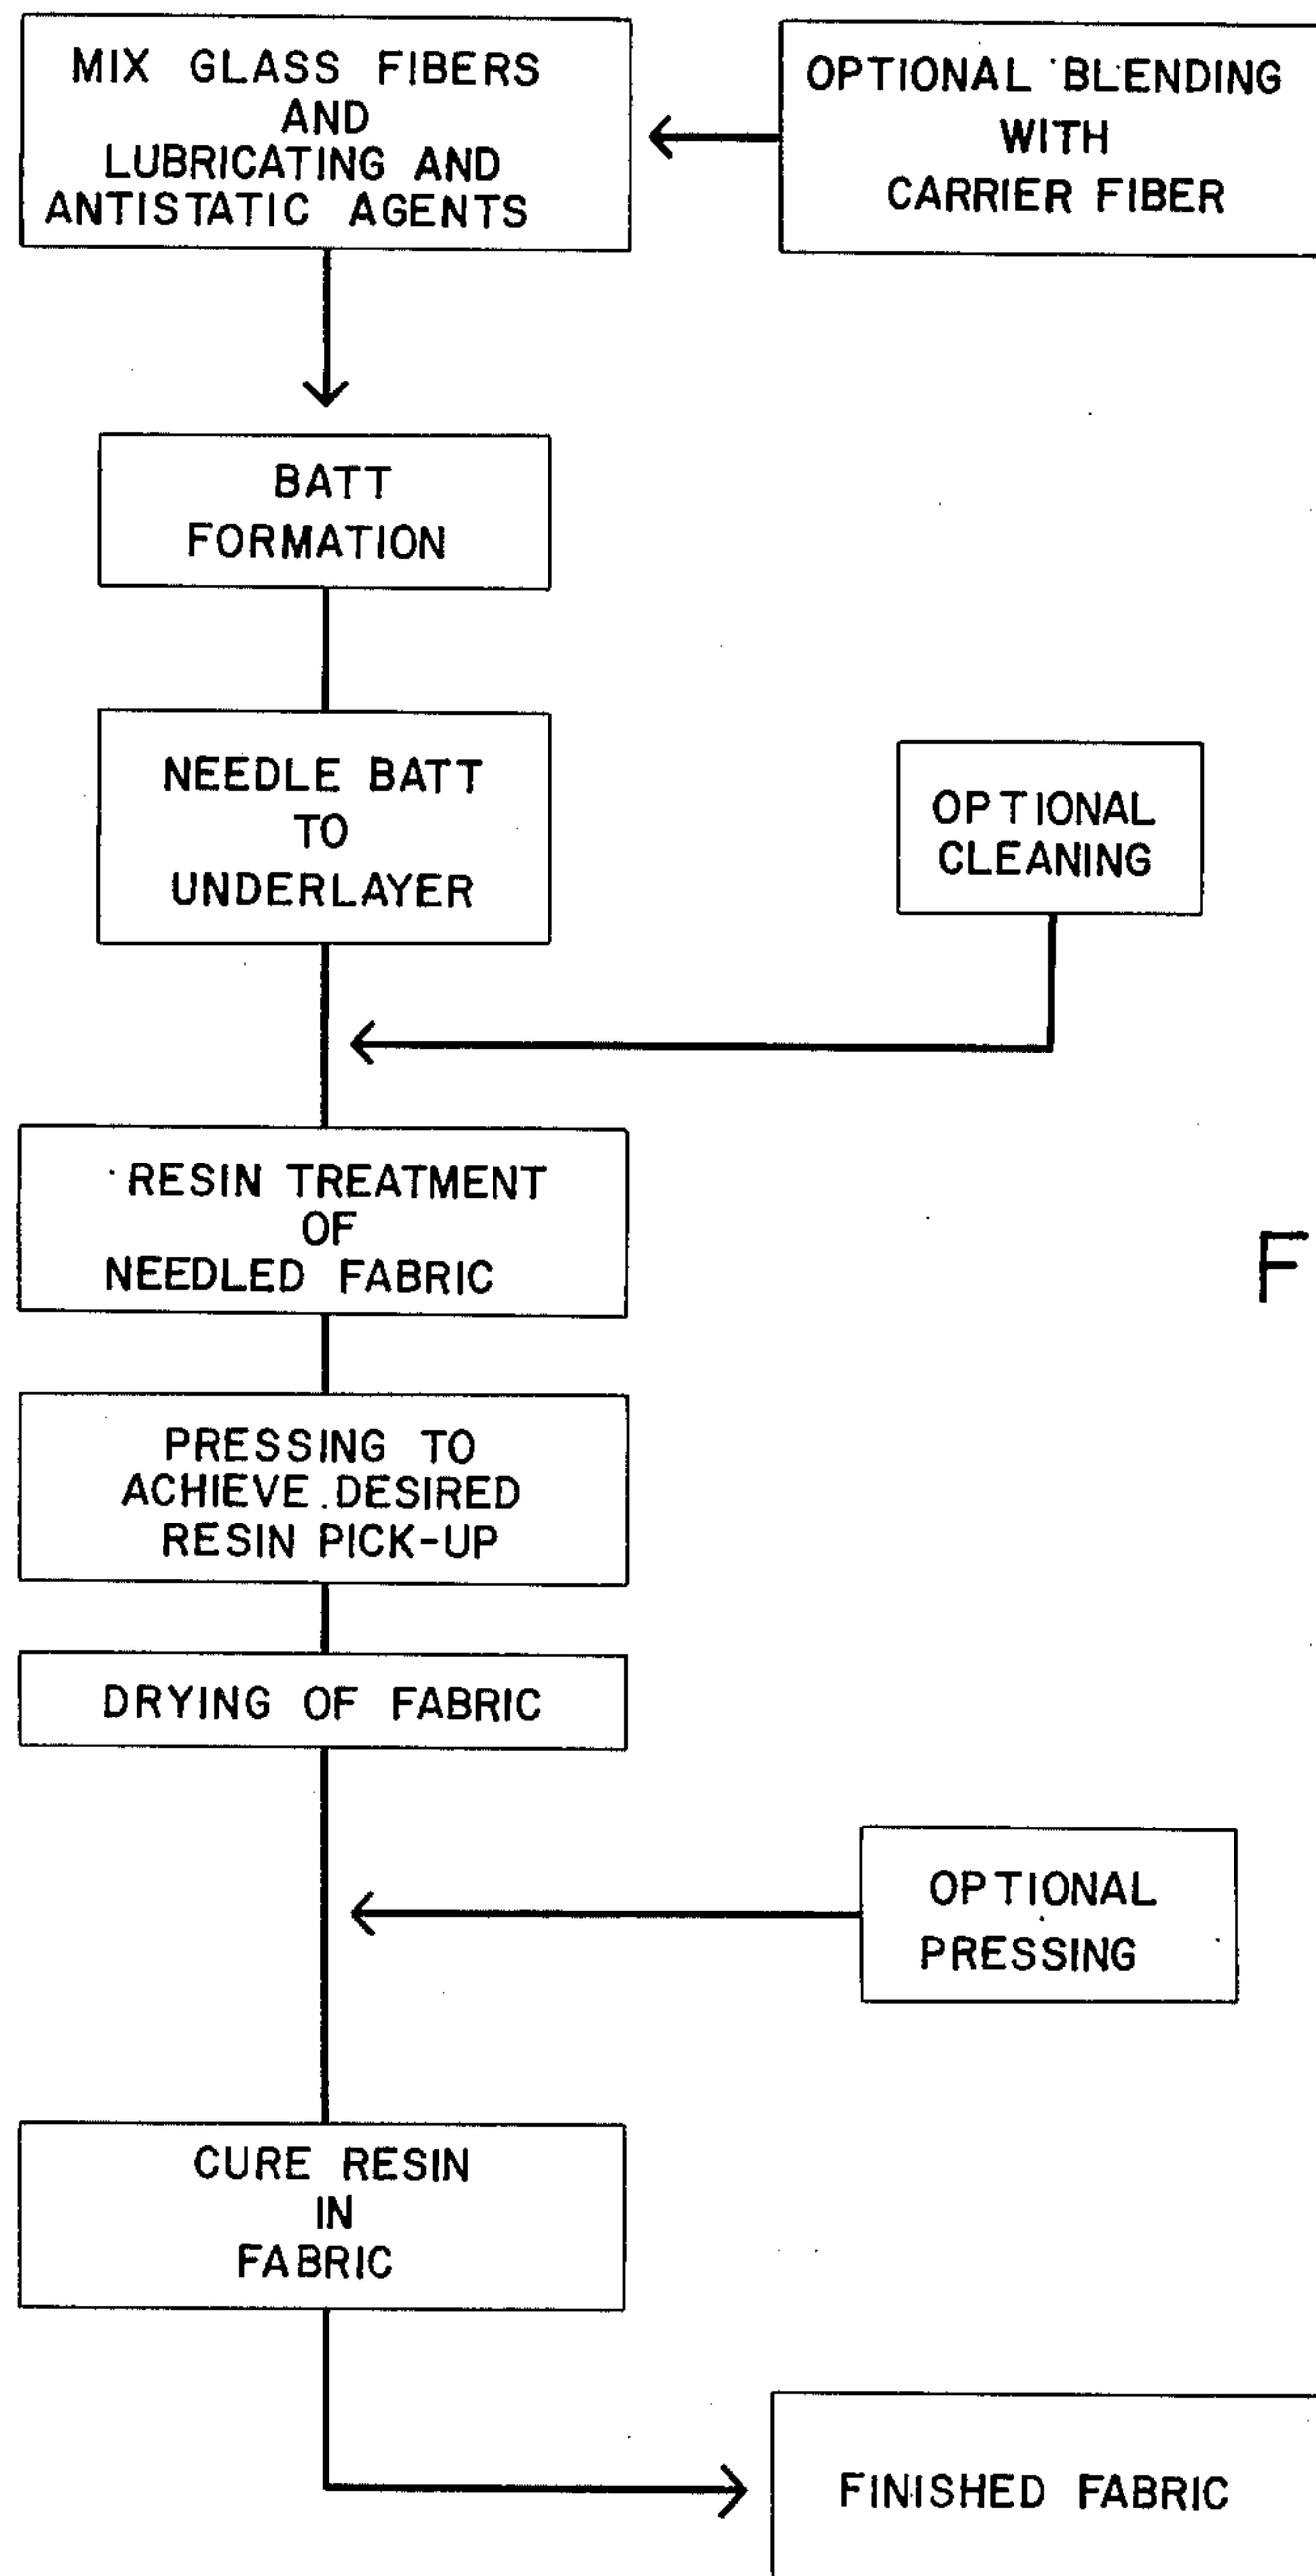 MIX GLASS FIBERS
AND
LUBRICATING AND
ANTISTATIC AGENTS
OPTIONAL BLENDING
WITH
CARRIER FIBER
BATT
FORMATION
NEEDLE BATT
TO
UNDERLAYER
OPTIONAL
CLEANING
RESIN TREATMENT
OF
NEEDLED FABRIC
F
PRESSING TO
ACHIEVE DESIRED
RESIN PICK-UP
DRYING OF FABRIC
OPTIONAL
PRESSING
CURE RESIN
IN
FABRIC
FINISHED FABRIC